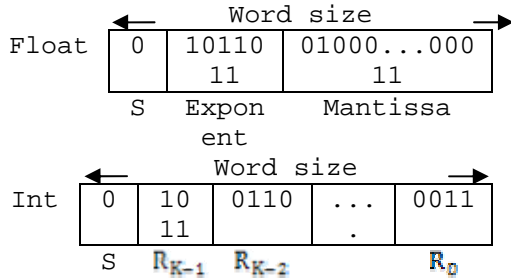 Word size
Float 0 10110 01000...000
11 11
S Expon Mantissa
ent
Word size
Int 0 10 0110 ... 0011
11 .
S R_{K-1} R_{K-2} R_0